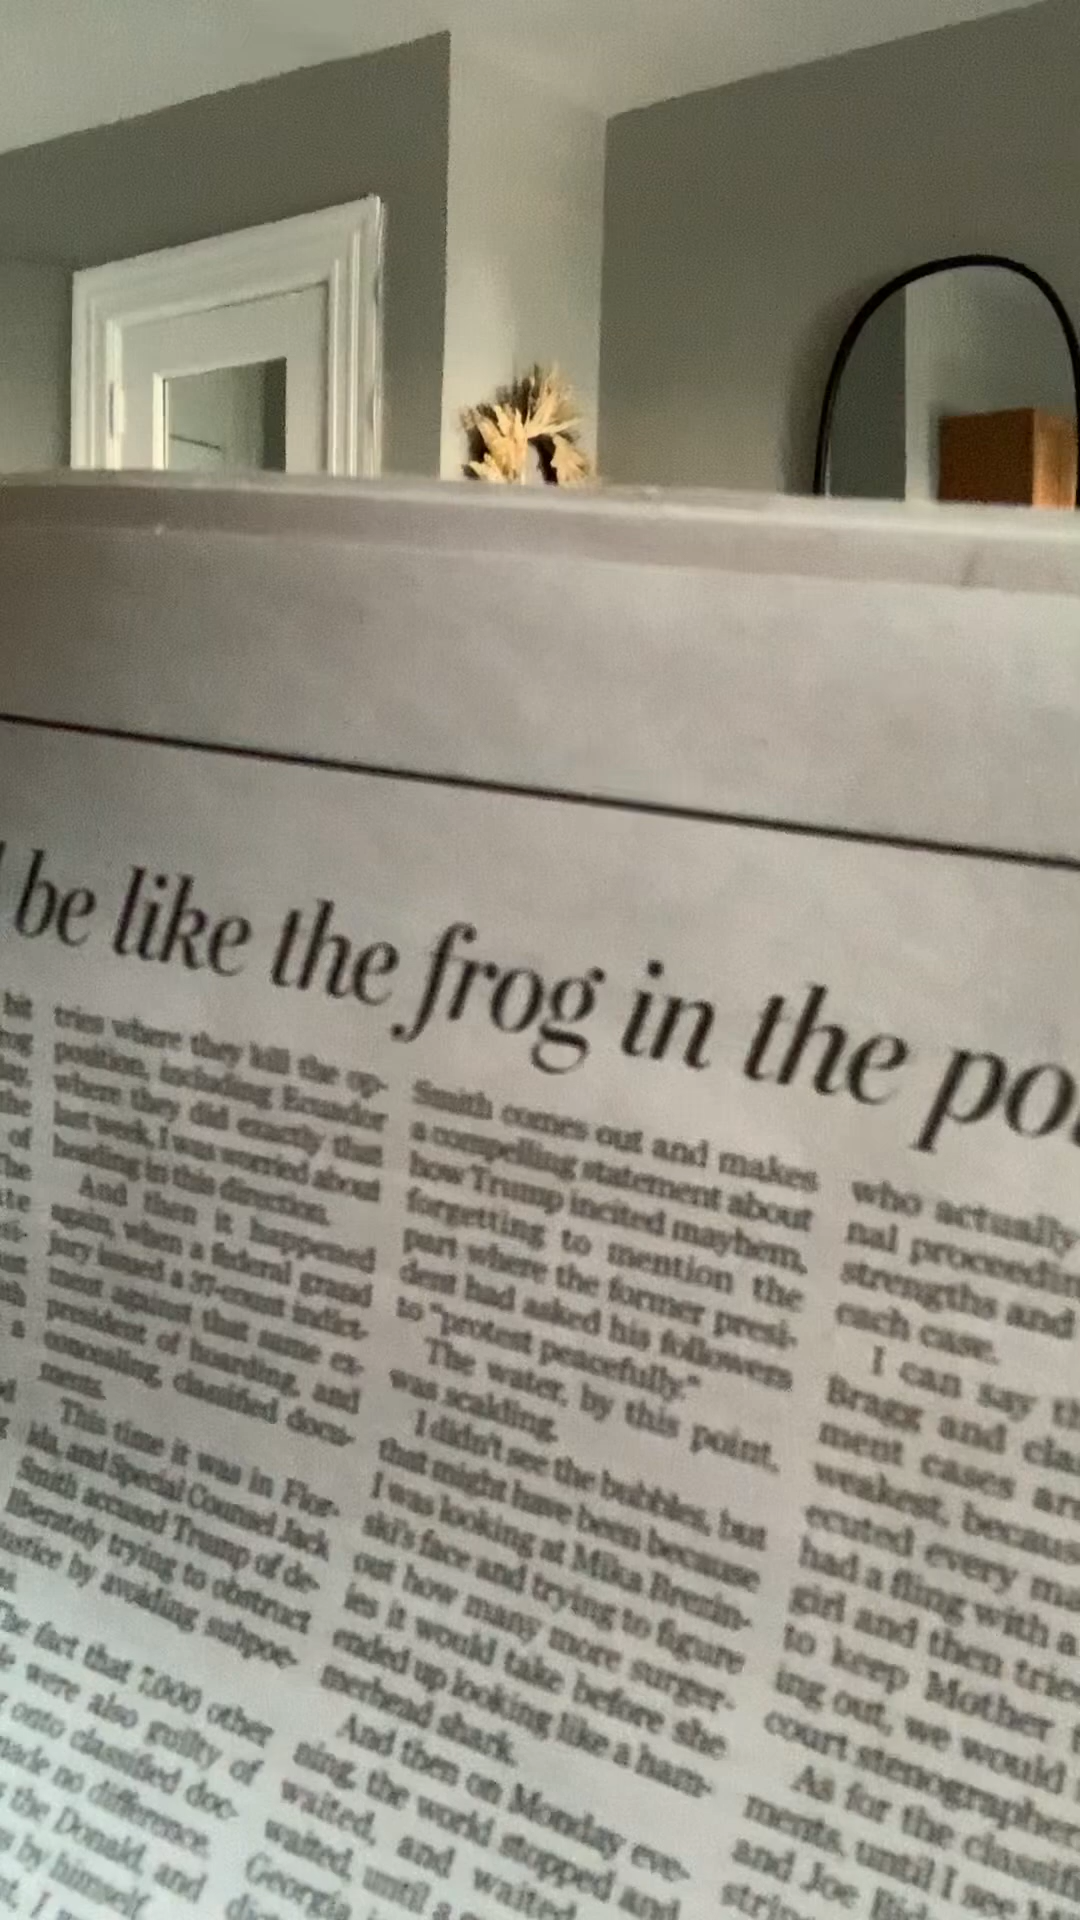 be like the frog in the po
hit
frog
the
of
The
a
tries where they kill the op-
position, including Ecuador
where they did exactly that
last week, I was worried about
heading in this direction.
And then it happened
again, when a federal grand
jury issued a 37-count indict-
ment against that same ex-
president of hoarding, and
concealing, classified docu-
ments.
This time it was in Flor-
ida, and Special Counsel Jack
Smith accused Trump of de-
liberately trying to obstruct
justice by avoiding subpoe-
The fact that 7,000 other
were also guilty of
onto classified doc-
made no difference.
the Donald, and
by himself.
I
Smith comes out and makes
a compelling statement about
how Trump incited mayhem,
forgetting to mention the
part where the former presi-
dent had asked his followers
to "protest peacefully."
The water, by this point,
was scalding.
I didn't see the bubbles, but
that might have been because
I was looking at Mika Brezin-
ski's face and trying to figure
out how many more surger-
ies it would take before she
ended up looking like a ham-
merhead shark.
And then on Monday eve-
ning, the world stopped and
waited, and waited
waited, until a
Georgia
who actually
nal proceedin
strengths and
each case.
I can say th
Bragg and cla
ment cases are
weakest, becaus
ecuted every ma
had a fling with a
girl and then tries
to keep Mother
ing out, we would
court stenographer
As for the classifi
ments, until I see
and Joe Bid
strip